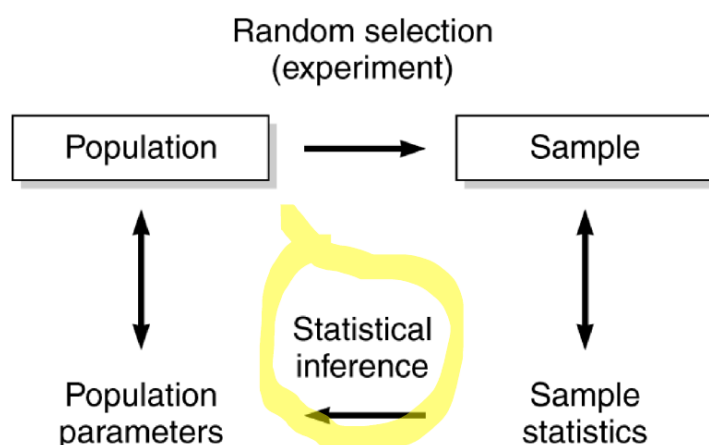 Random selection
(experiment)
Population
Sample
Statistical
inference
Population
parameters
Sample
statistics